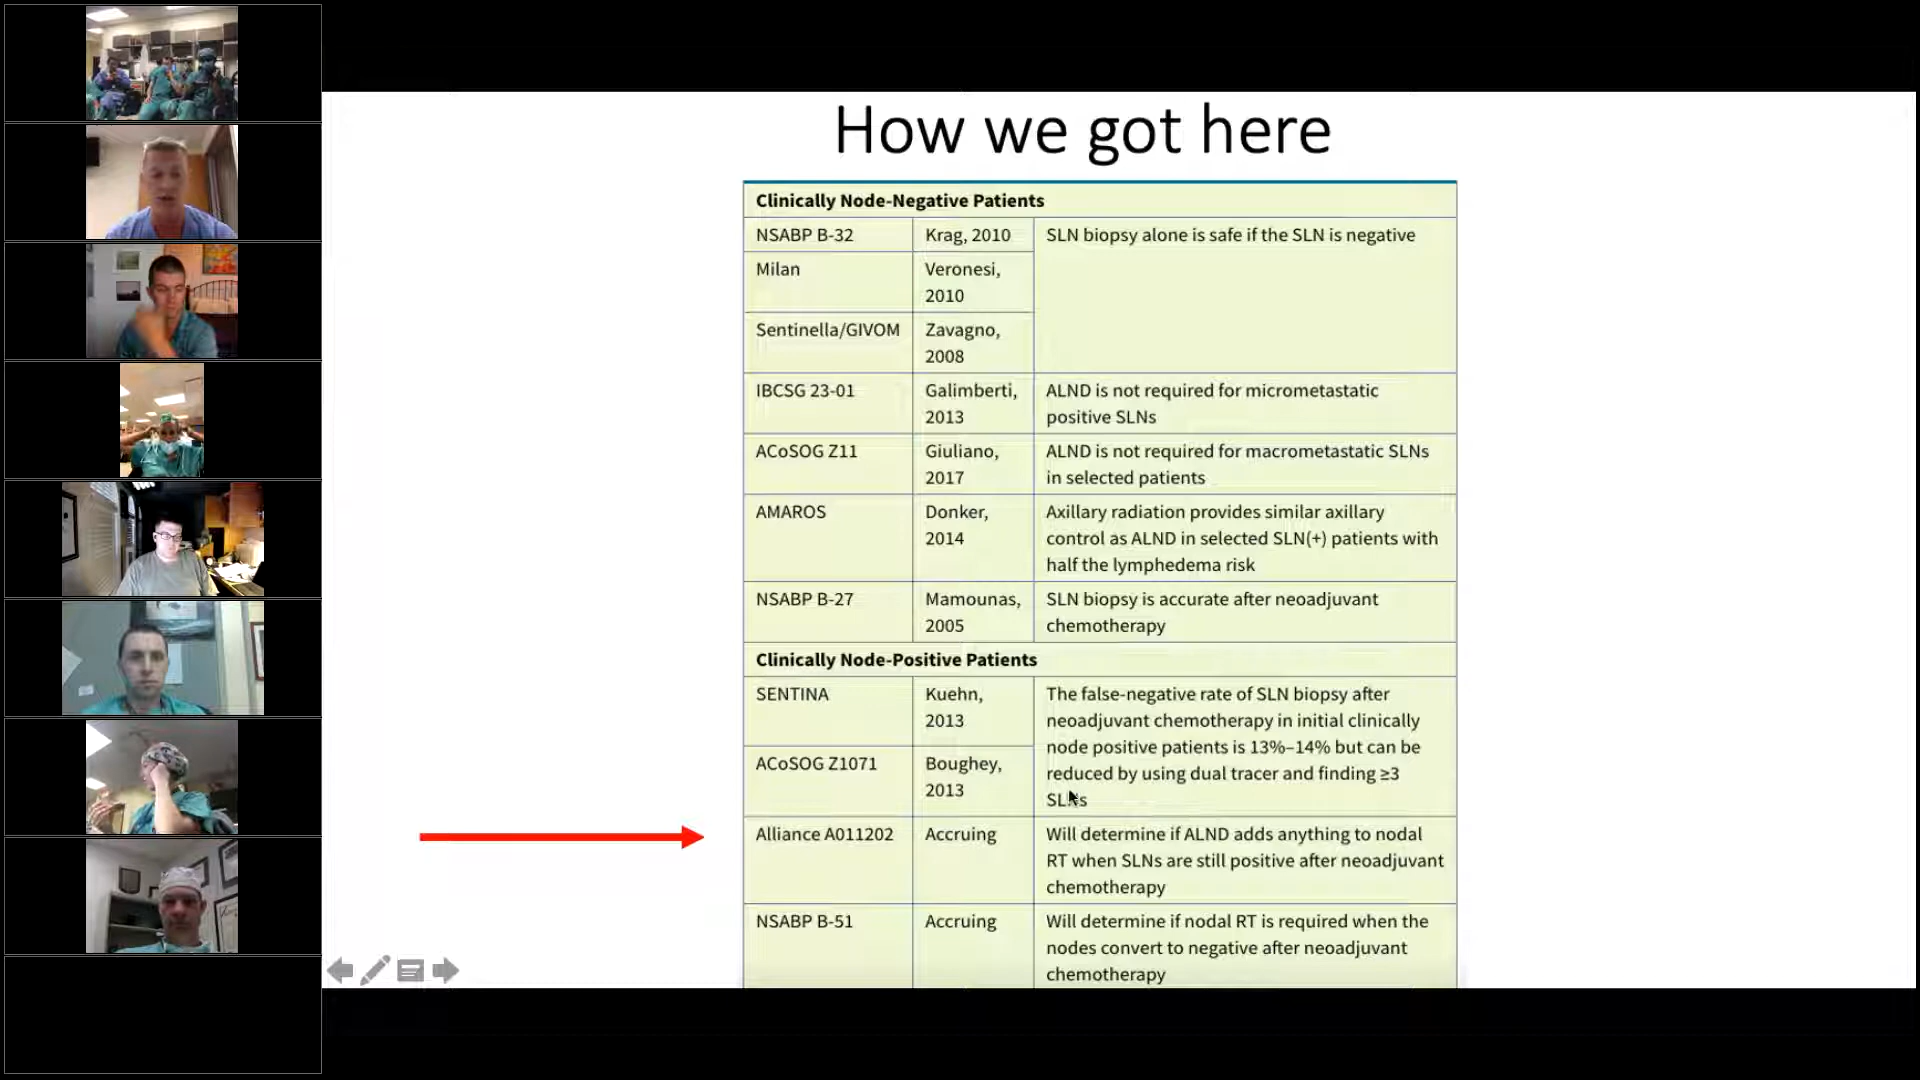 How we got here
Clinically Node-Negative Patients
NSABP B-32
Krag, 2010
SLN biopsy alone is safe if the SLN is negative
Milan
Veronesi,
2010
Sentinella/GIVOM
Zavagno,
2008
IBCSG 23-01
Galimberti,
2013
ALND is not required for micrometastatic
positive SLNs
ACoSOG Z11
Giuliano,
2017
ALND is not required for macrometastatic SLNs
in selected patients
AMAROS
Donker,
2014
Axillary radiation provides similar axillary
control as ALND in selected SLN(+) patients with
half the lymphedema risk
NSABP B-27
Mamounas,
2005
SLN biopsy is accurate after neoadjuvant
chemotherapy
Clinically Node-Positive Patients
SENTINA
Kuehn,
2013
The false-negative rate of SLN biopsy after
neoadjuvant chemotherapy in initial clinically
node positive patients is 13%–14% but can be
reduced by using dual tracer and finding ≥3
SLNs
ACoSOG Z1071
Boughey,
2013
Alliance A011202
Accruing
Will determine if ALND adds anything to nodal
RT when SLNs are still positive after neoadjuvant
chemotherapy
NSABP B-51
Accruing
Will determine if nodal RT is required when the
nodes convert to negative after neoadjuvant
chemotherapy